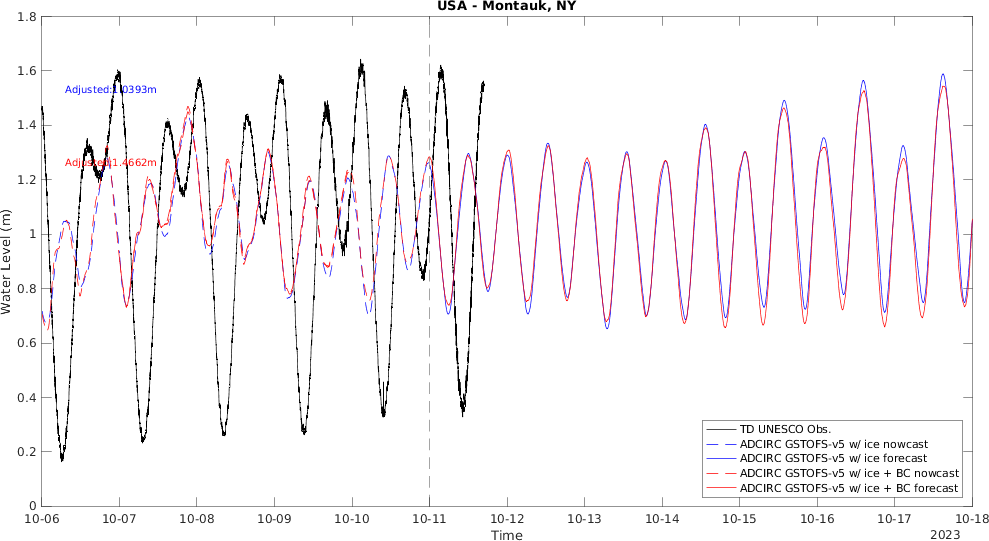 USA - Montauk, NY
1.8
1.6
1.4
1.2
1
0.8
0.6
0.4
0.2
0
Water Level (m)
Adjusted:1.0393m
Adjusted:1.4662m
TD UNESCO Obs.
ADCIRC GSTOFS-v5 w/ ice nowcast
ADCIRC GSTOFS-v5 w/ ice forecast
ADCIRC GSTOFS-v5 w/ ice + BC nowcast
ADCIRC GSTOFS-v5 w/ ice + BC forecast
10-06 10-07 10-08 10-09 10-10 10-11 10-12 10-13 10-14 10-15 10-16 10-17 10-18
Time
2023